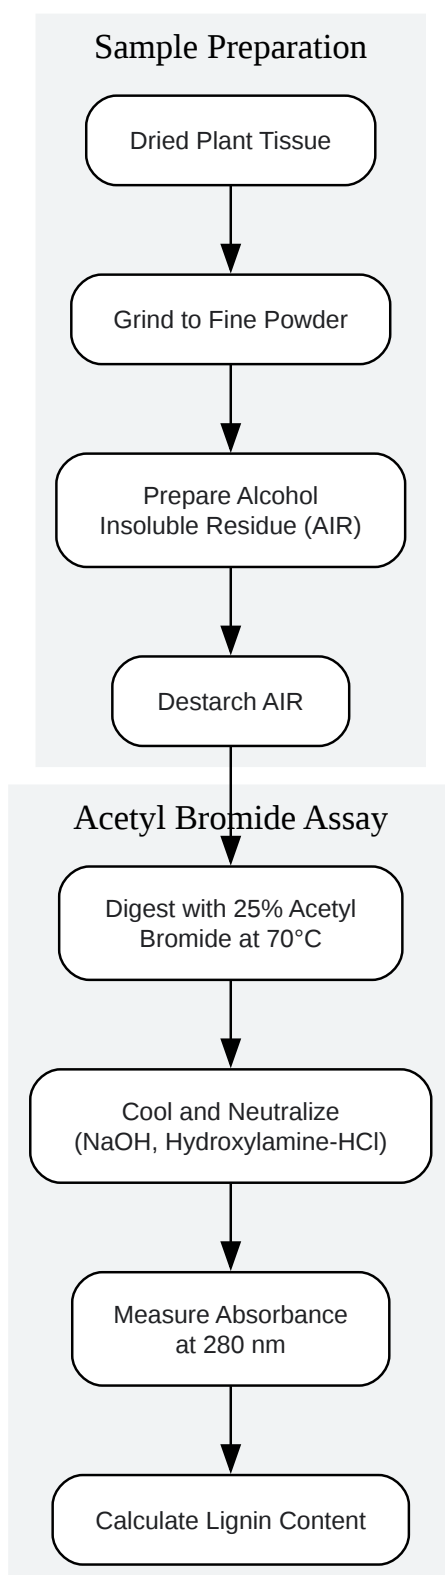 Sample Preparation
Dried Plant Tissue
Grind to Fine Powder
Prepare Alcohol
Insoluble Residue (AIR)
Destarch AIR
Acetyl Bromide Assay
Digest with 25% Acetyl
Bromide at 70°C
Cool and Neutralize
(NaOH, Hydroxylamine-HCl)
Measure Absorbance
at 280 nm
Calculate Lignin Content